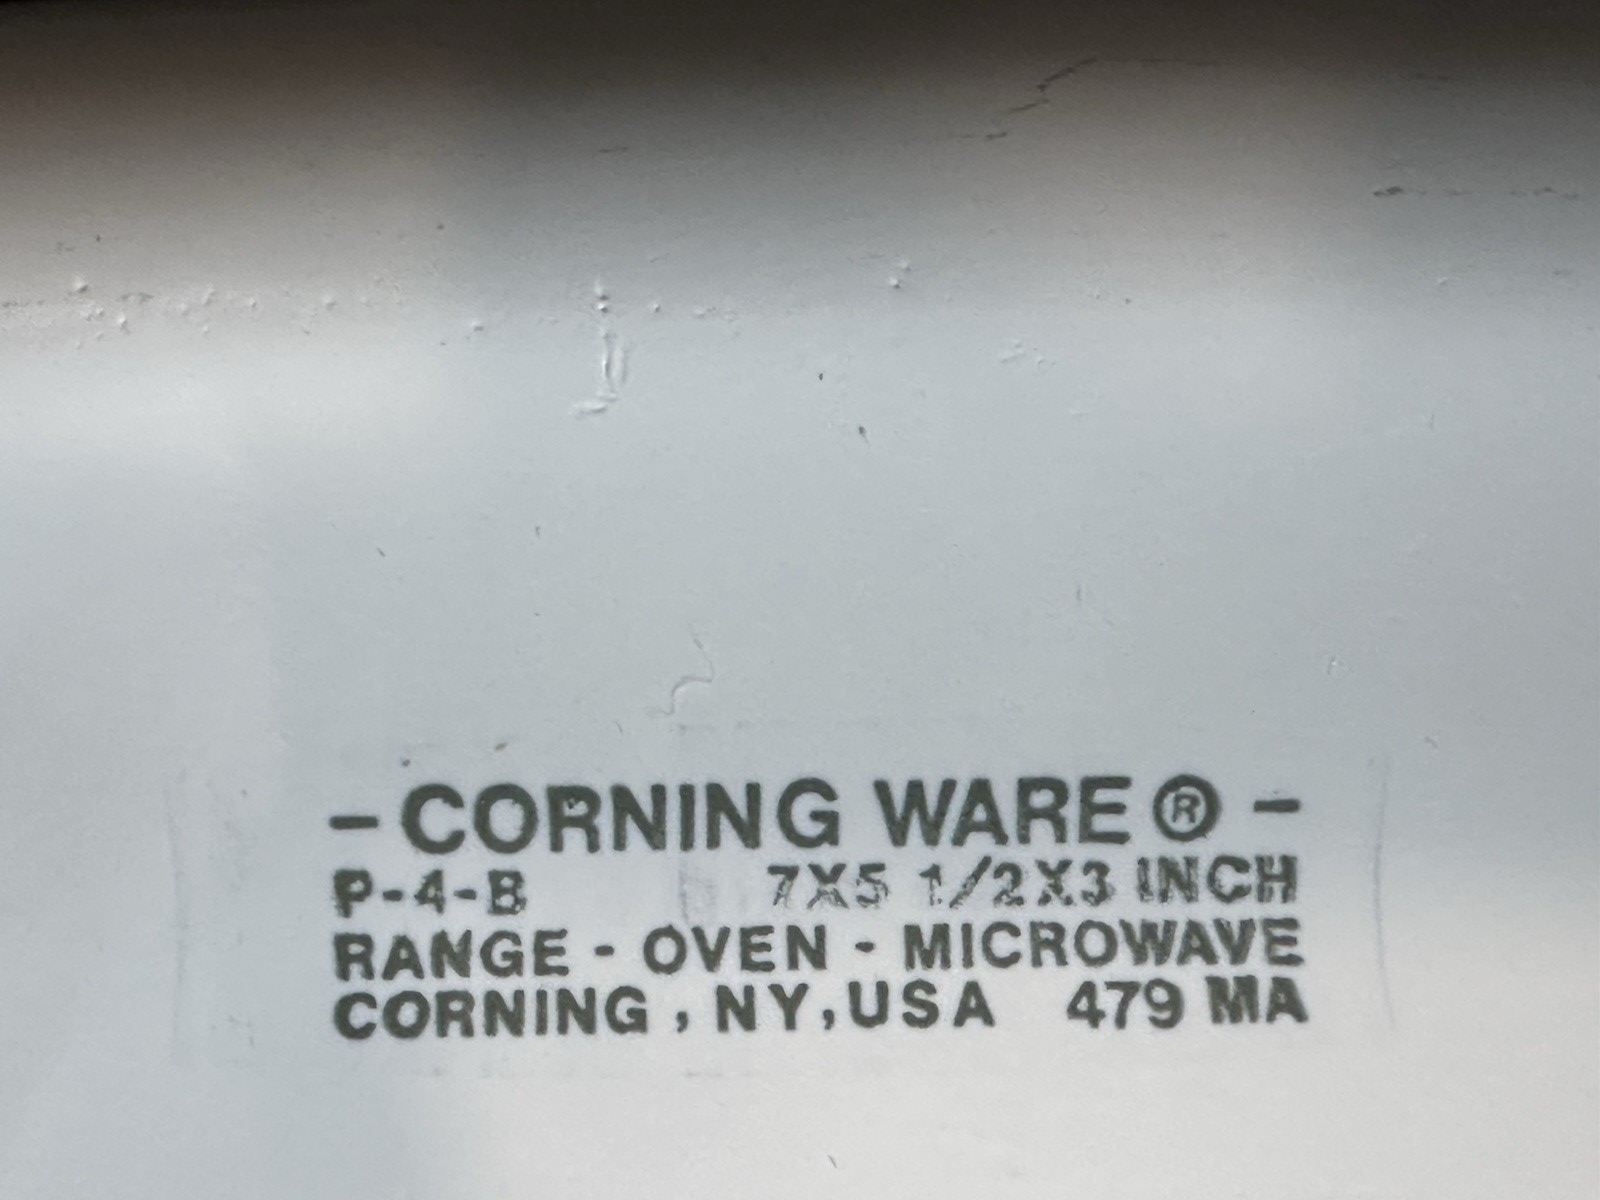 - CORNING WARE ® -
P-4-B 7X5 1/2X3 INCH
RANGE - OVEN - MICROWAVE
CORNING , NY, USA 479 MA